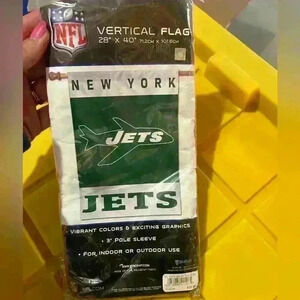 NFL
VERTICAL FLAG
28" X 40"
NEW YORK
JETS
JETS
VIBRANT COLORS & EXCITING GRAPHICS
• 3" POLE SLEEVE
• FOR INDOOR OR OUTDOOR USE